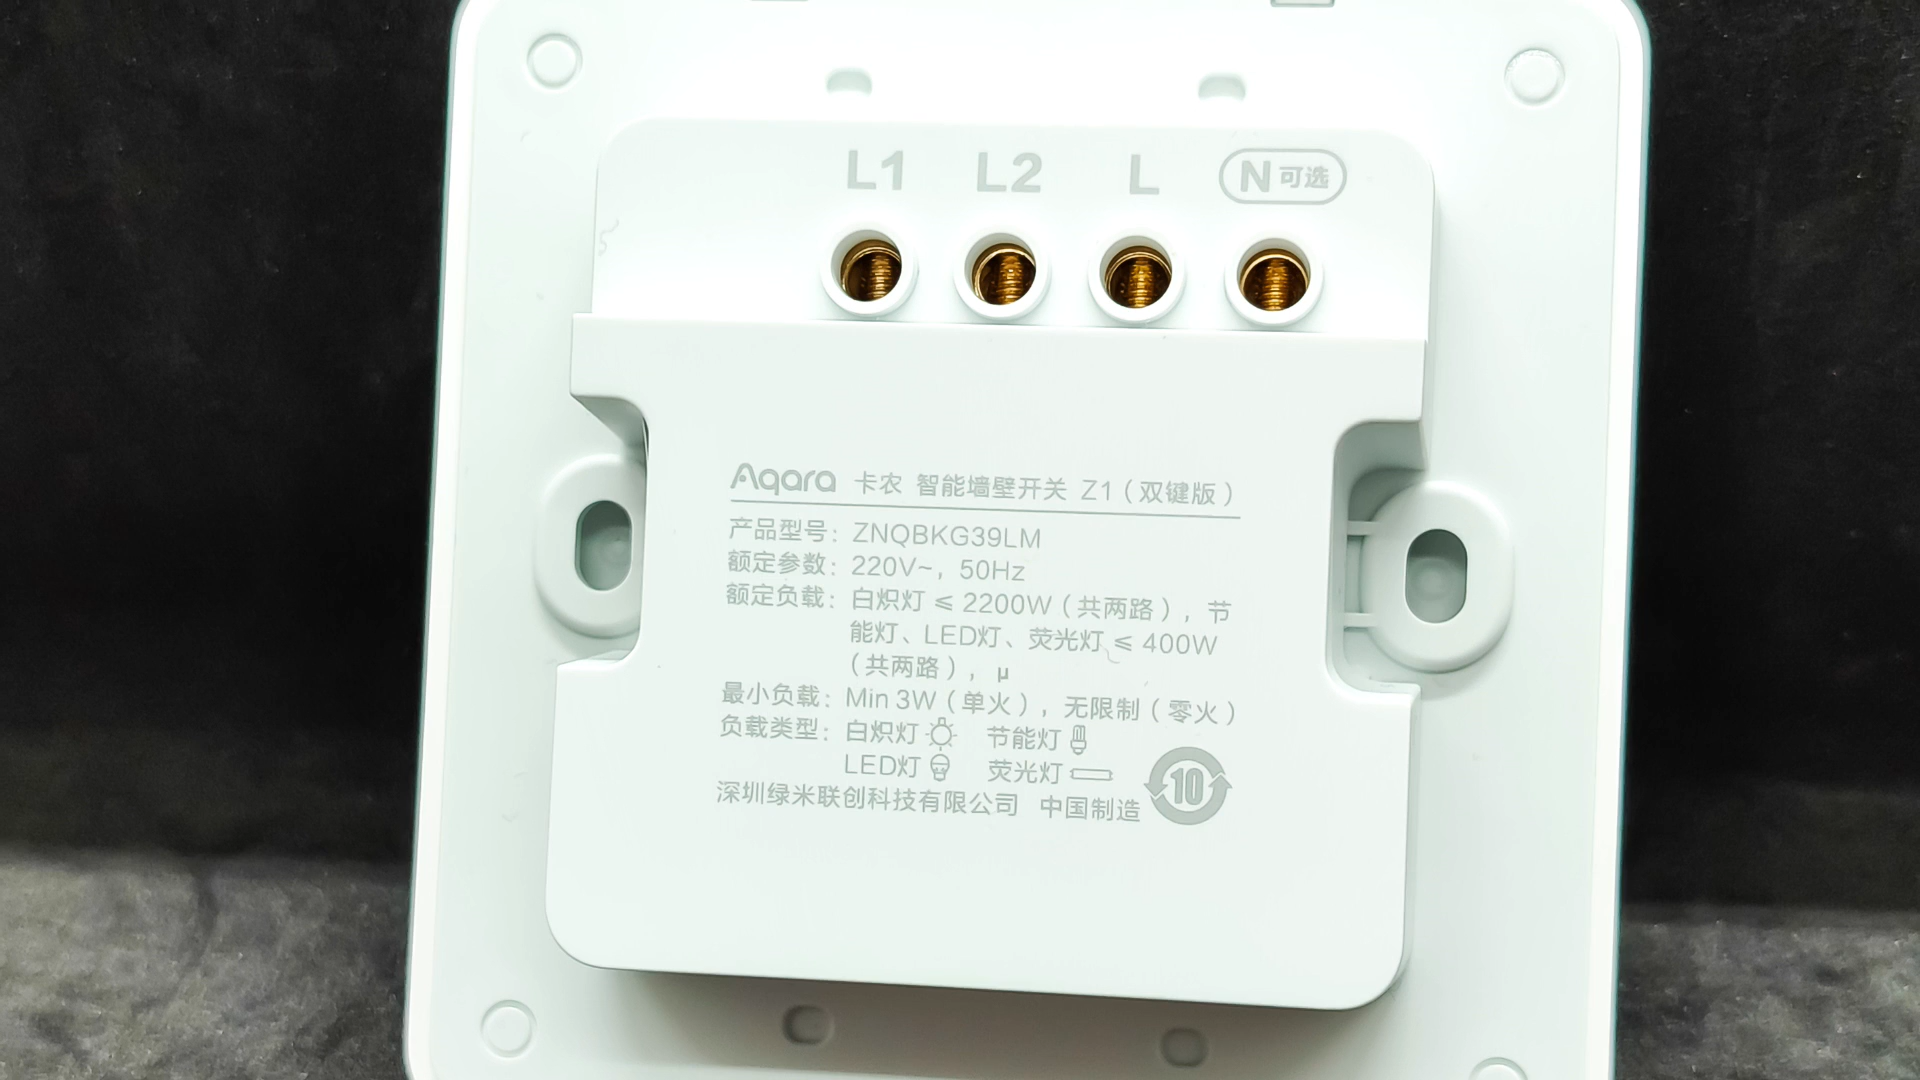 L1 L2 L N 可选
Aqara 卡农 智能墙壁开关 Z1（双键版）
产品型号：ZNQBKG39LM
额定参数：220V~，50Hz
额定负载：白炽灯 ≤ 2200W（共两路），节
能灯、LED灯、荧光灯 ≤ 400W
（共两路），μ
最小负载：Min 3W（单火），无限制（零火）
负载类型：白炽灯 节能灯
LED灯 荧光灯
深圳绿米联创科技有限公司 中国制造 10